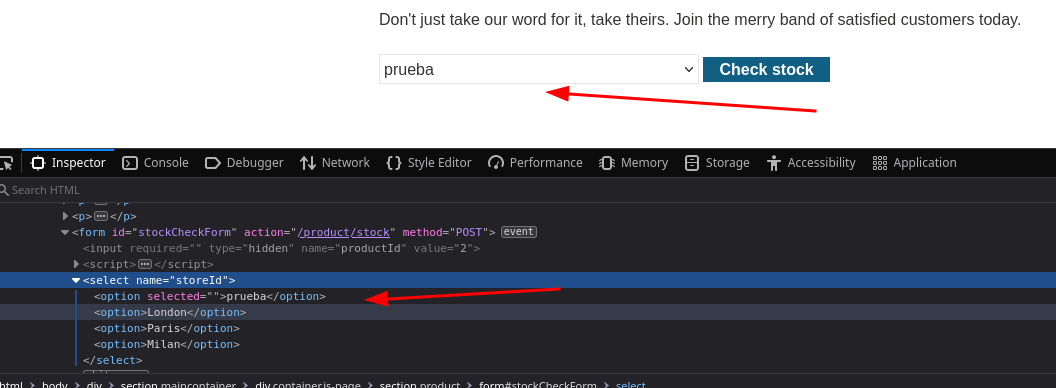 Don't just take our word for it, take theirs. Join the merry band of satisfied customers today.
prueba Check stock
Inspector Console Debugger Network Style Editor Performance Memory Storage Accessibility Application
Search HTML
<p> </p>
<form id="stockCheckForm" action="/product/stock" method="POST"> event
<input required="" type="hidden" name="productId" value="2">
<script> </script>
<select name="storeId">
<option selected="">prueba</option>
<option>London</option>
<option>Paris</option>
<option>Milan</option>
</select>
html > body > div > section.maincontainer > div.container.is-page > section.product > form#stockCheckForm > select